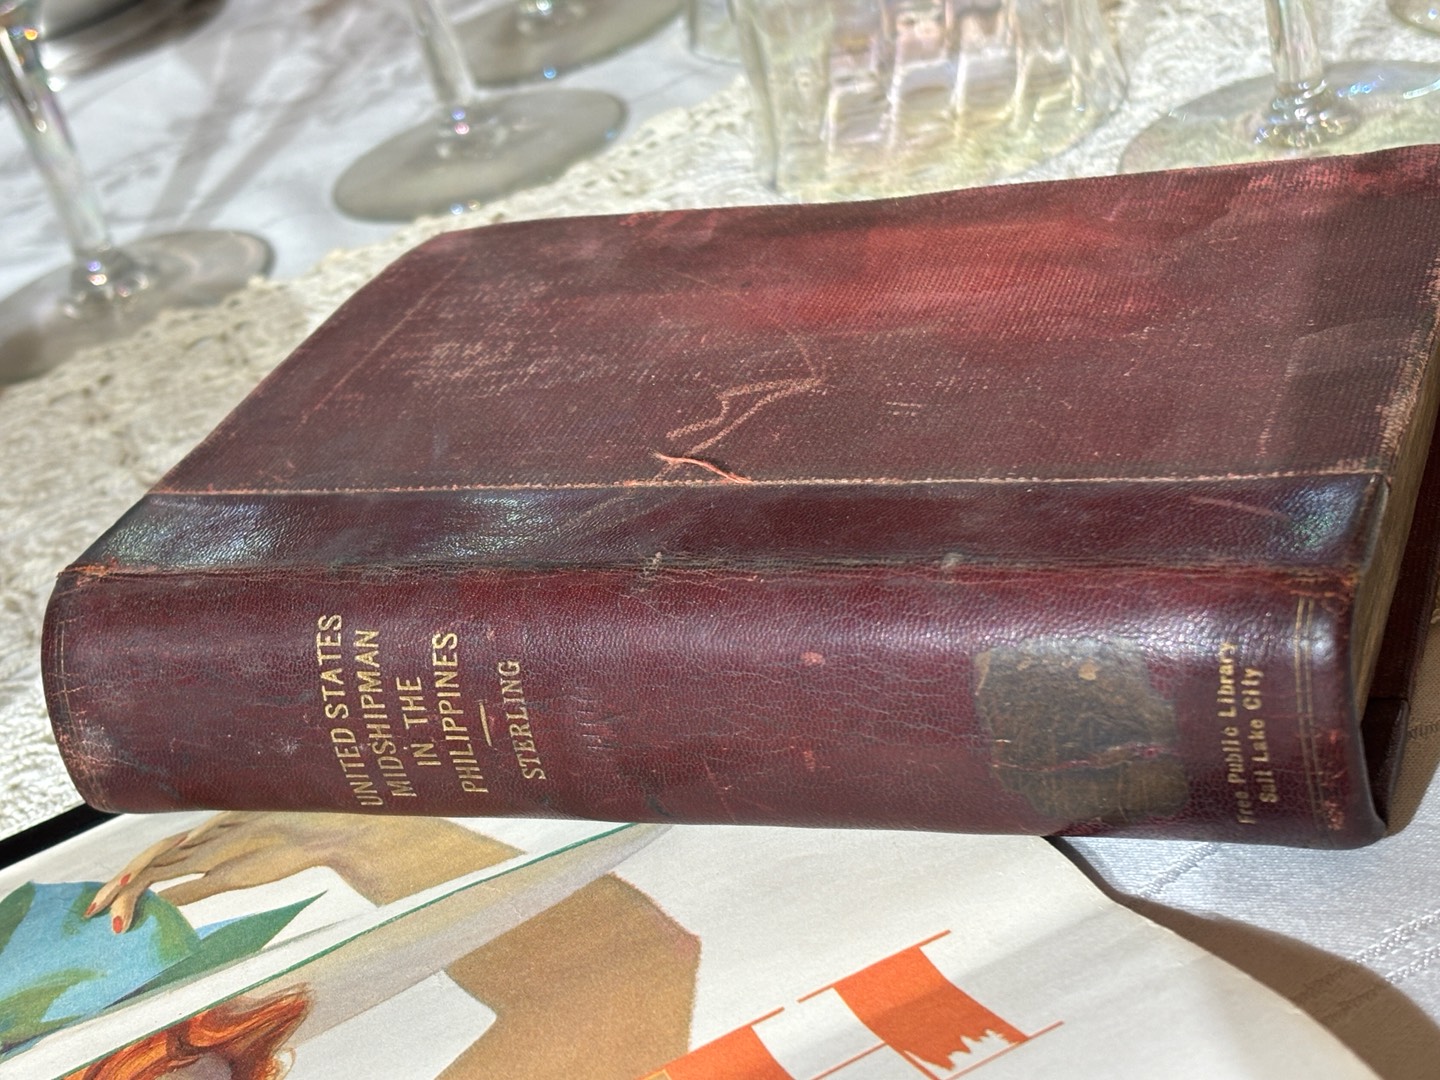 UNITED STATES
MIDSHIPMAN
IN THE
PHILIPPINES
STERLING
Free Public Library
Salt Lake City